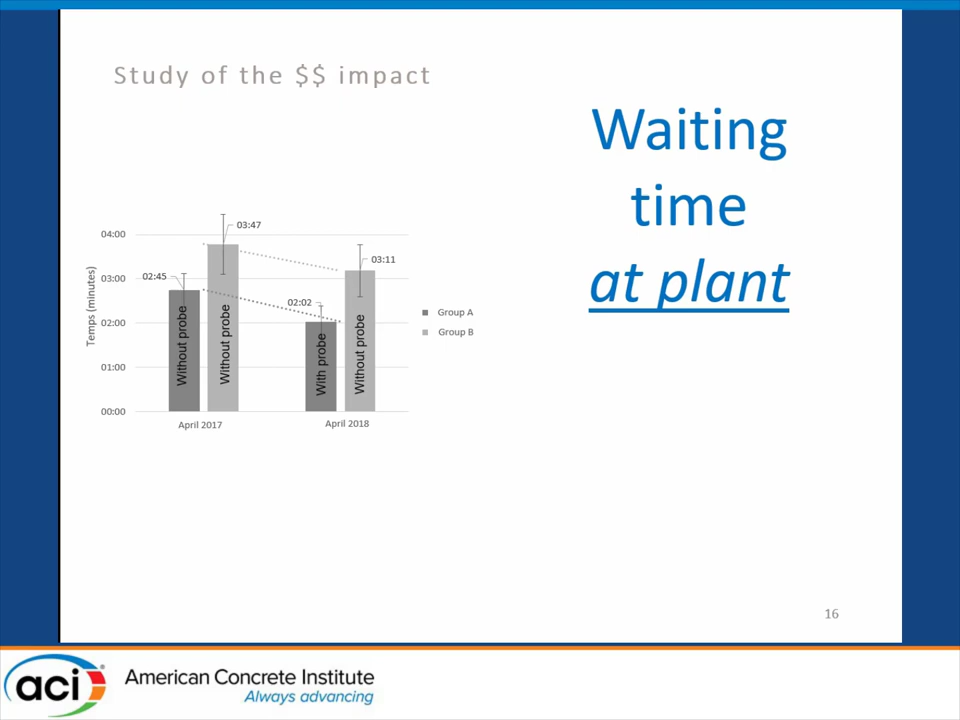 Study of the $$ impact
Waiting
time
at plant
Temps (minutes)
04:00
03:00
02:00
01:00
00:00
02:45
03:47
02:02
03:11
Without probe
Without probe
With probe
Without probe
April 2017
April 2018
Group A
Group B
16
aci
American Concrete Institute
Always advancing